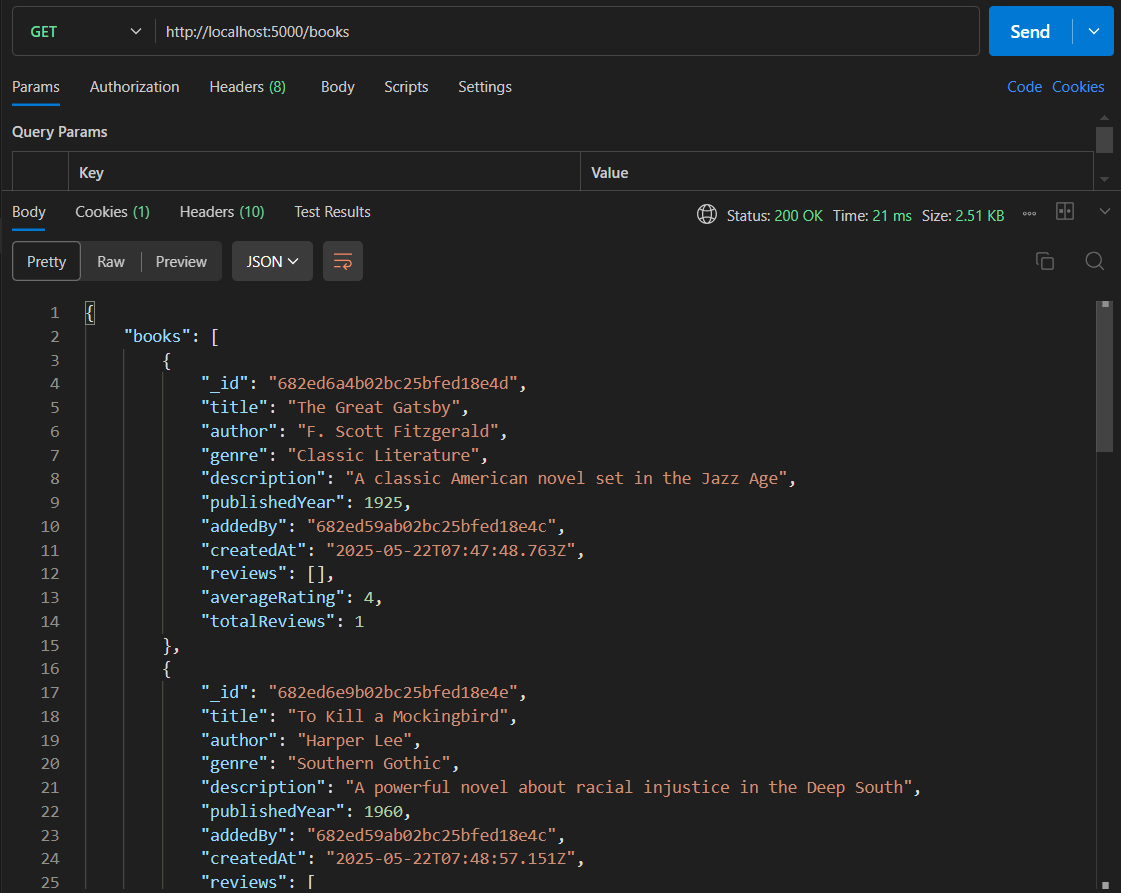 GET http://localhost:5000/books Send
Params Authorization Headers (8) Body Scripts Settings Code Cookies
Query Params
Key Value
Body Cookies (1) Headers (10) Test Results Status: 200 OK Time: 21 ms Size: 2.51 KB
Pretty Raw Preview JSON
1 {
2 "books": [
3 {
4 "_id": "682ed6a4b02bc25bfed18e4d",
5 "title": "The Great Gatsby",
6 "author": "F. Scott Fitzgerald",
7 "genre": "Classic Literature",
8 "description": "A classic American novel set in the Jazz Age",
9 "publishedYear": 1925,
10 "addedBy": "682ed59ab02bc25bfed18e4c",
11 "createdAt": "2025-05-22T07:47:48.763Z",
12 "reviews": [],
13 "averageRating": 4,
14 "totalReviews": 1
15 },
16 {
17 "_id": "682ed6e9b02bc25bfed18e4e",
18 "title": "To Kill a Mockingbird",
19 "author": "Harper Lee",
20 "genre": "Southern Gothic",
21 "description": "A powerful novel about racial injustice in the Deep South",
22 "publishedYear": 1960,
23 "addedBy": "682ed59ab02bc25bfed18e4c",
24 "createdAt": "2025-05-22T07:48:57.151Z",
25 "reviews": [